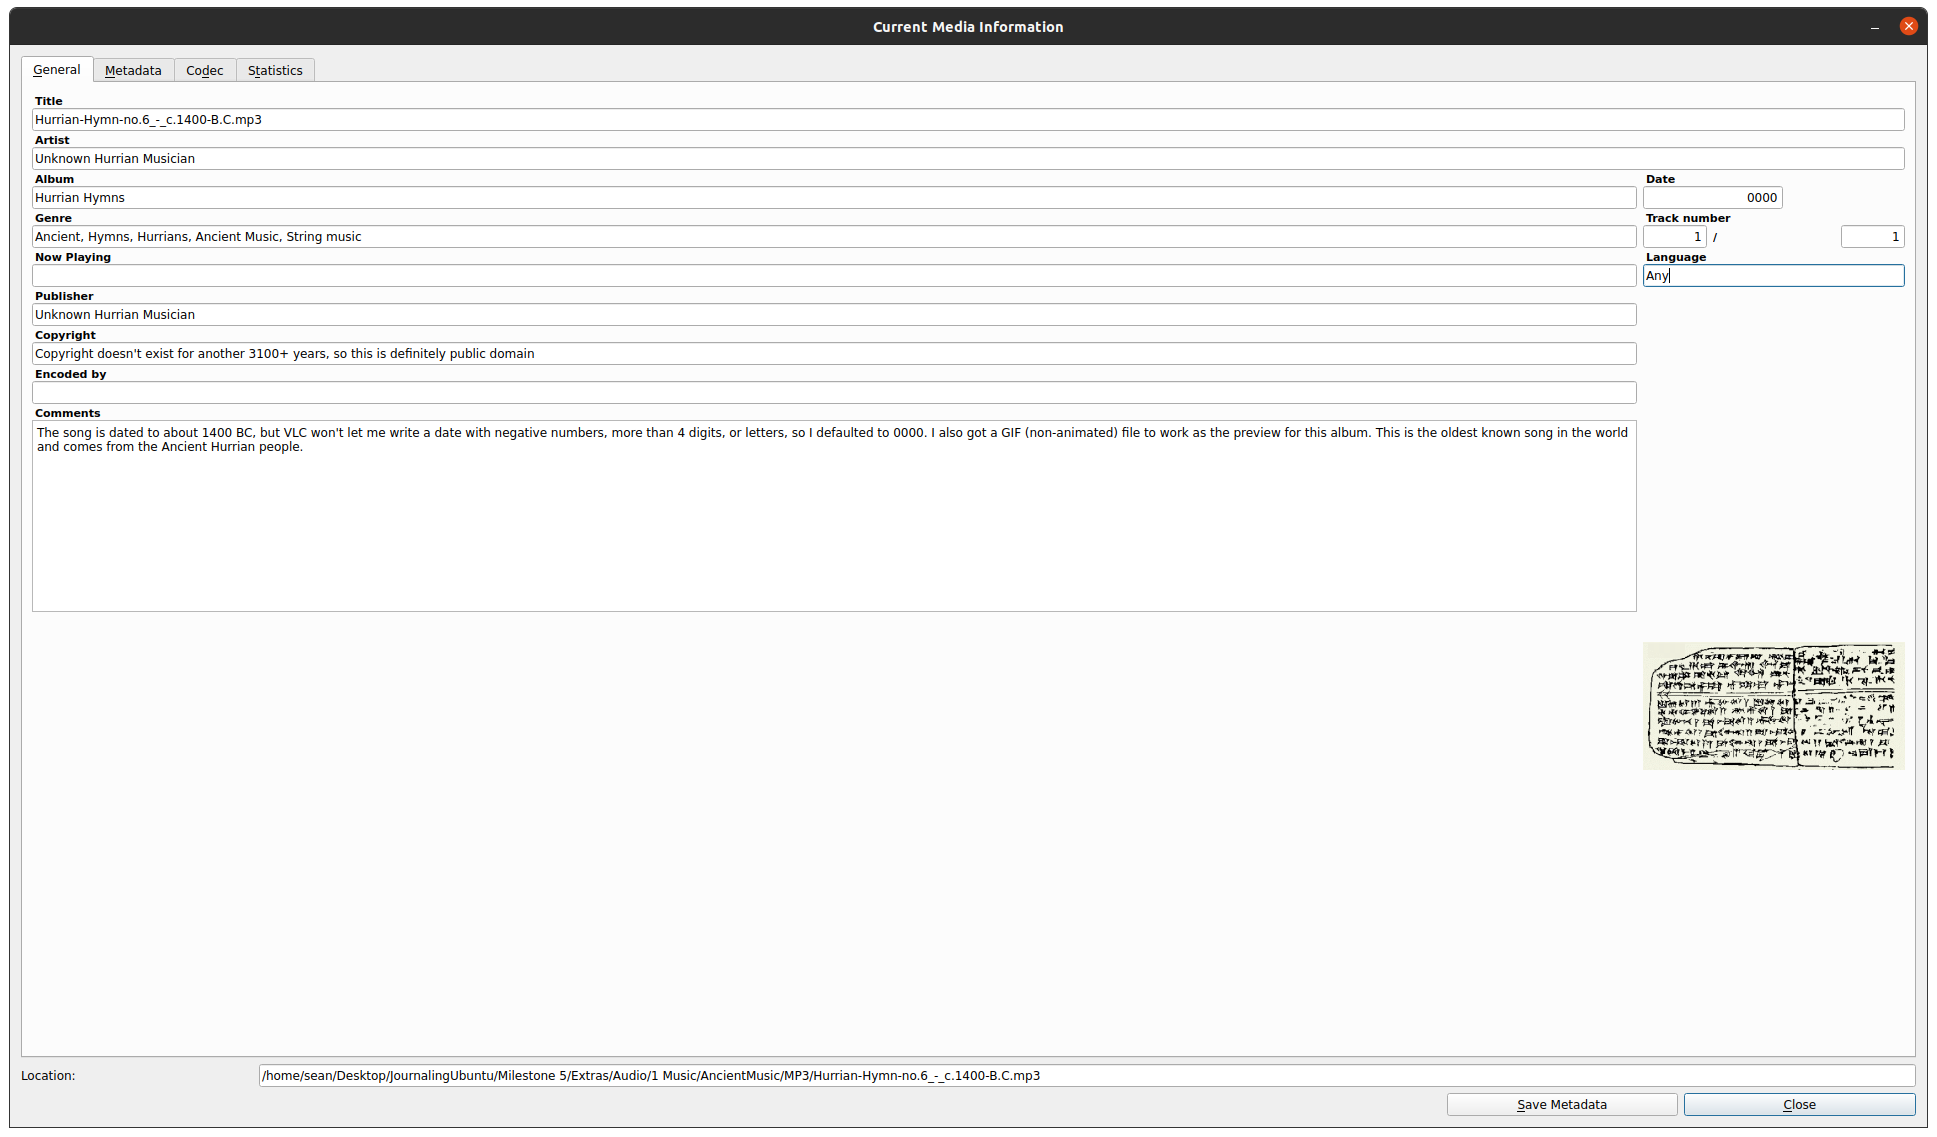 Current Media Information
General Metadata Codec Statistics
Title
Hurrian-Hymn-no.6_-_c.1400-B.C.mp3
Artist
Unknown Hurrian Musician
Album
Hurrian Hymns
Date
0000
Genre
Ancient, Hymns, Hurrians, Ancient Music, String music
Track number
1 / 1
Now Playing
Language
Any
Publisher
Unknown Hurrian Musician
Copyright
Copyright doesn't exist for another 3100+ years, so this is definitely public domain
Encoded by
Comments
The song is dated to about 1400 BC, but VLC won't let me write a date with negative numbers, more than 4 digits, or letters, so I defaulted to 0000. I also got a GIF (non-animated) file to work as the preview for this album. This is the oldest known song in the world
and comes from the Ancient Hurrian people.
Location: /home/sean/Desktop/JournalingUbuntu/Milestone 5/Extras/Audio/1 Music/AncientMusic/MP3/Hurrian-Hymn-no.6_-_c.1400-B.C.mp3
Save Metadata Close